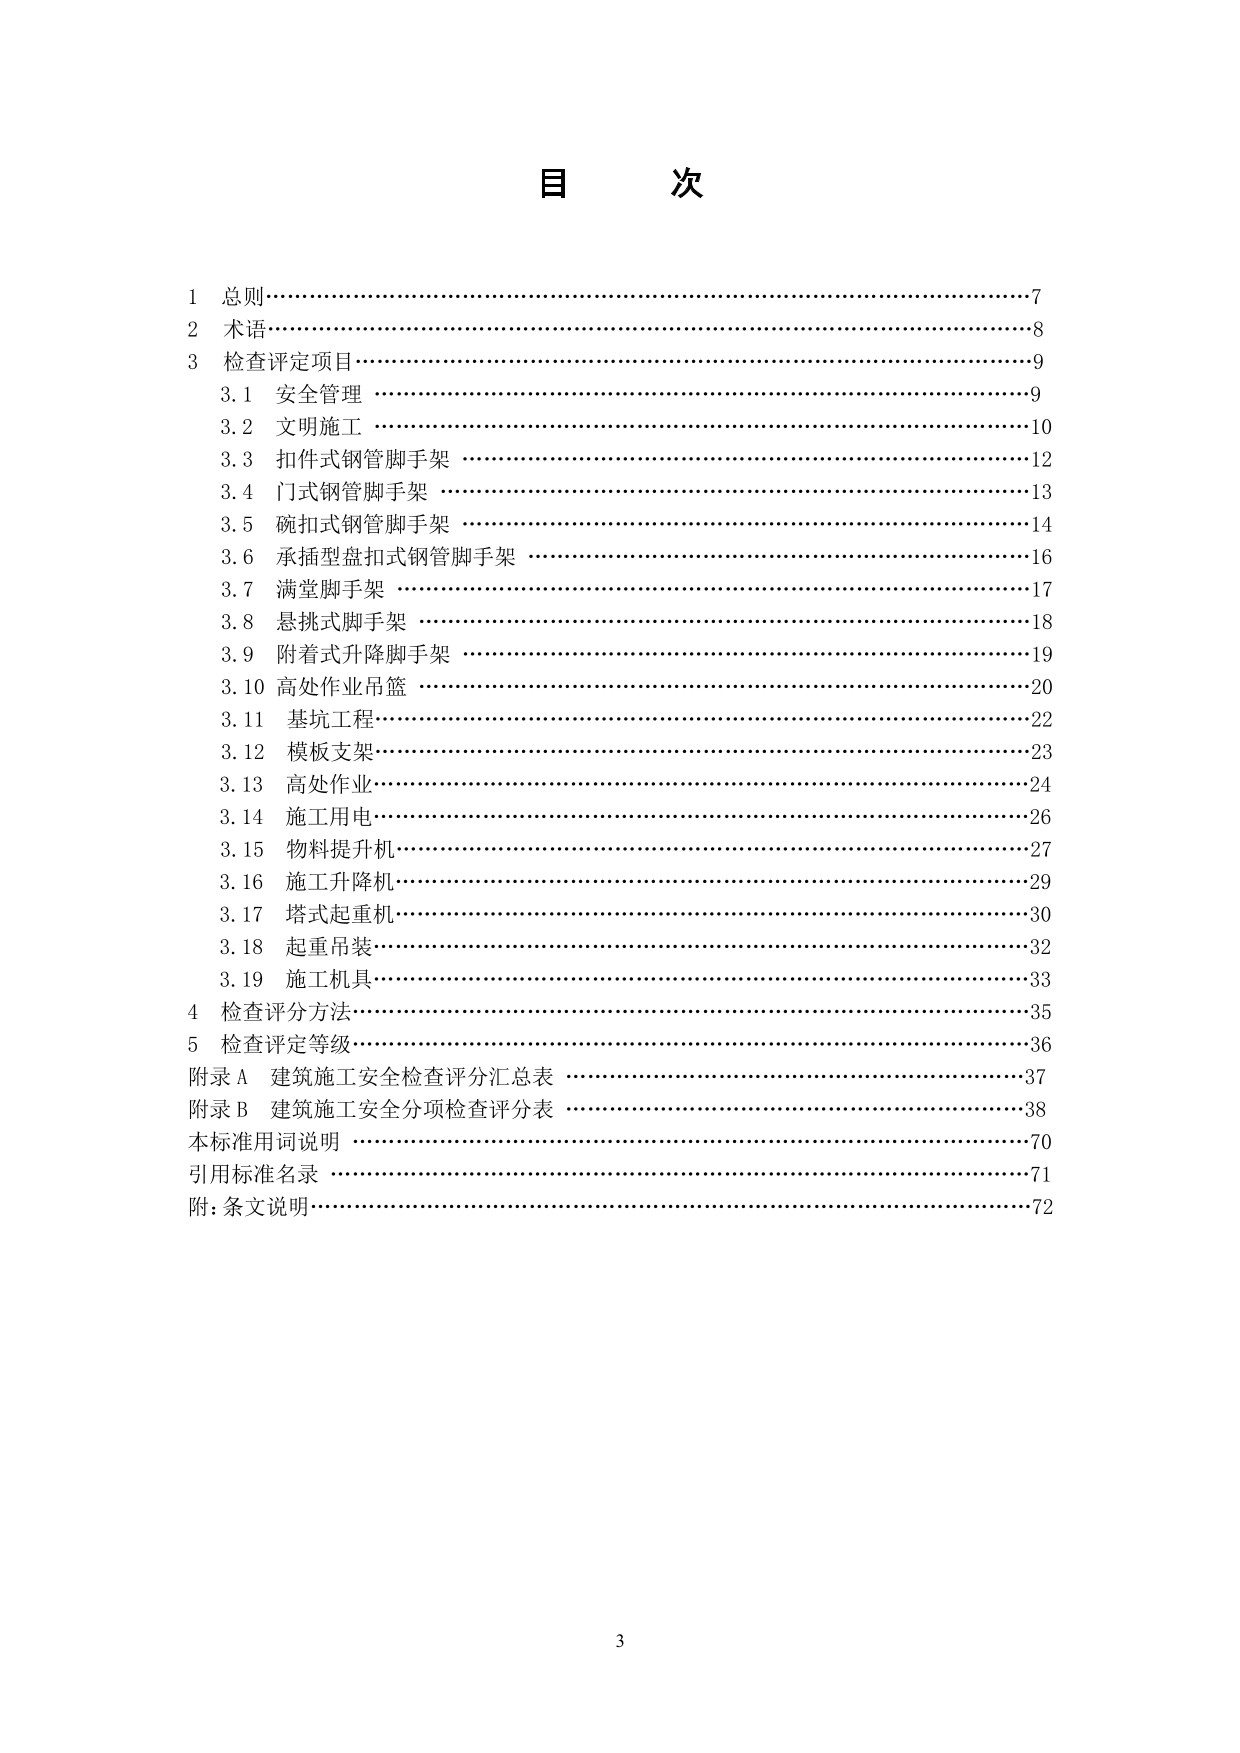 目 次
1 总则……………………………………………………………………………………………7
2 术语……………………………………………………………………………………………8
3 检查评定项目…………………………………………………………………………………9
3.1 安全管理 ………………………………………………………………………………9
3.2 文明施工 ………………………………………………………………………………10
3.3 扣件式钢管脚手架 ……………………………………………………………………12
3.4 门式钢管脚手架 ………………………………………………………………………13
3.5 碗扣式钢管脚手架 ……………………………………………………………………14
3.6 承插型盘扣式钢管脚手架 ……………………………………………………………16
3.7 满堂脚手架 ……………………………………………………………………………17
3.8 悬挑式脚手架 …………………………………………………………………………18
3.9 附着式升降脚手架 ……………………………………………………………………19
3.10 高处作业吊篮 …………………………………………………………………………20
3.11 基坑工程………………………………………………………………………………22
3.12 模板支架………………………………………………………………………………23
3.13 高处作业………………………………………………………………………………24
3.14 施工用电………………………………………………………………………………26
3.15 物料提升机……………………………………………………………………………27
3.16 施工升降机……………………………………………………………………………29
3.17 塔式起重机……………………………………………………………………………30
3.18 起重吊装………………………………………………………………………………32
3.19 施工机具………………………………………………………………………………33
4 检查评分方法…………………………………………………………………………………35
5 检查评定等级…………………………………………………………………………………36
附录 A 建筑施工安全检查评分汇总表 ………………………………………………………37
附录 B 建筑施工安全分项检查评分表 ………………………………………………………38
本标准用词说明 …………………………………………………………………………………70
引用标准名录 ……………………………………………………………………………………71
附:条文说明………………………………………………………………………………………72
3